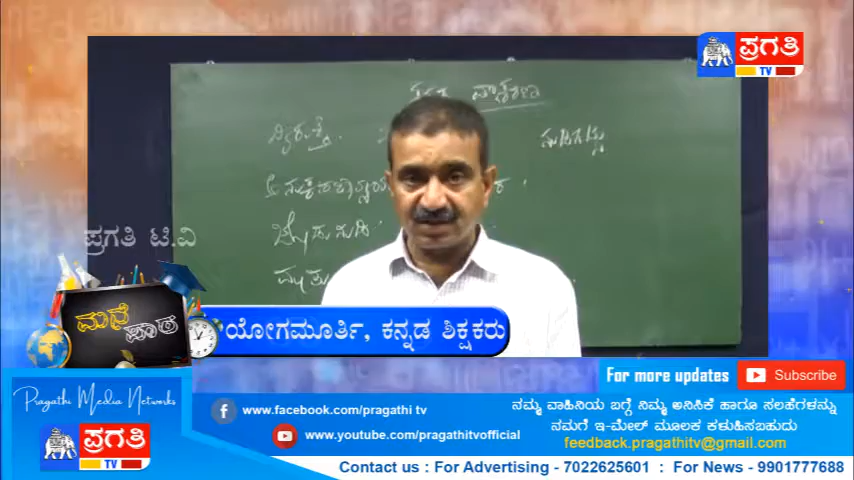 ಪ್ರಗತಿ
TV
ದ್ವಿರುಕ್ತಿ.
ನುಡಿಗಟ್ಟು
ಜೋಡು ನುಡಿ
ಪ್ರಗತಿ ಟಿ.ವಿ
ಮನೆ
ಪಾಠ
ಯೋಗಮೂರ್ತಿ, ಕನ್ನಡ ಶಿಕ್ಷಕರು
For more updates
Subscribe
Pragathi Media Networks
ಪ್ರಗತಿ
TV
www.facebook.com/pragathi tv
www.youtube.com/pragathitvofficial
ನಮ್ಮ ವಾಹಿನಿಯ ಬಗ್ಗೆ ನಿಮ್ಮ ಅನಿಸಿಕೆ ಹಾಗೂ ಸಲಹೆಗಳನ್ನು
ನಮಗೆ ಇ-ಮೇಲ್ ಮೂಲಕ ಕಳುಹಿಸಬಹುದು
feedback.pragathitv@gmail.com
Contact us : For Advertising - 7022625601 : For News - 9901777688